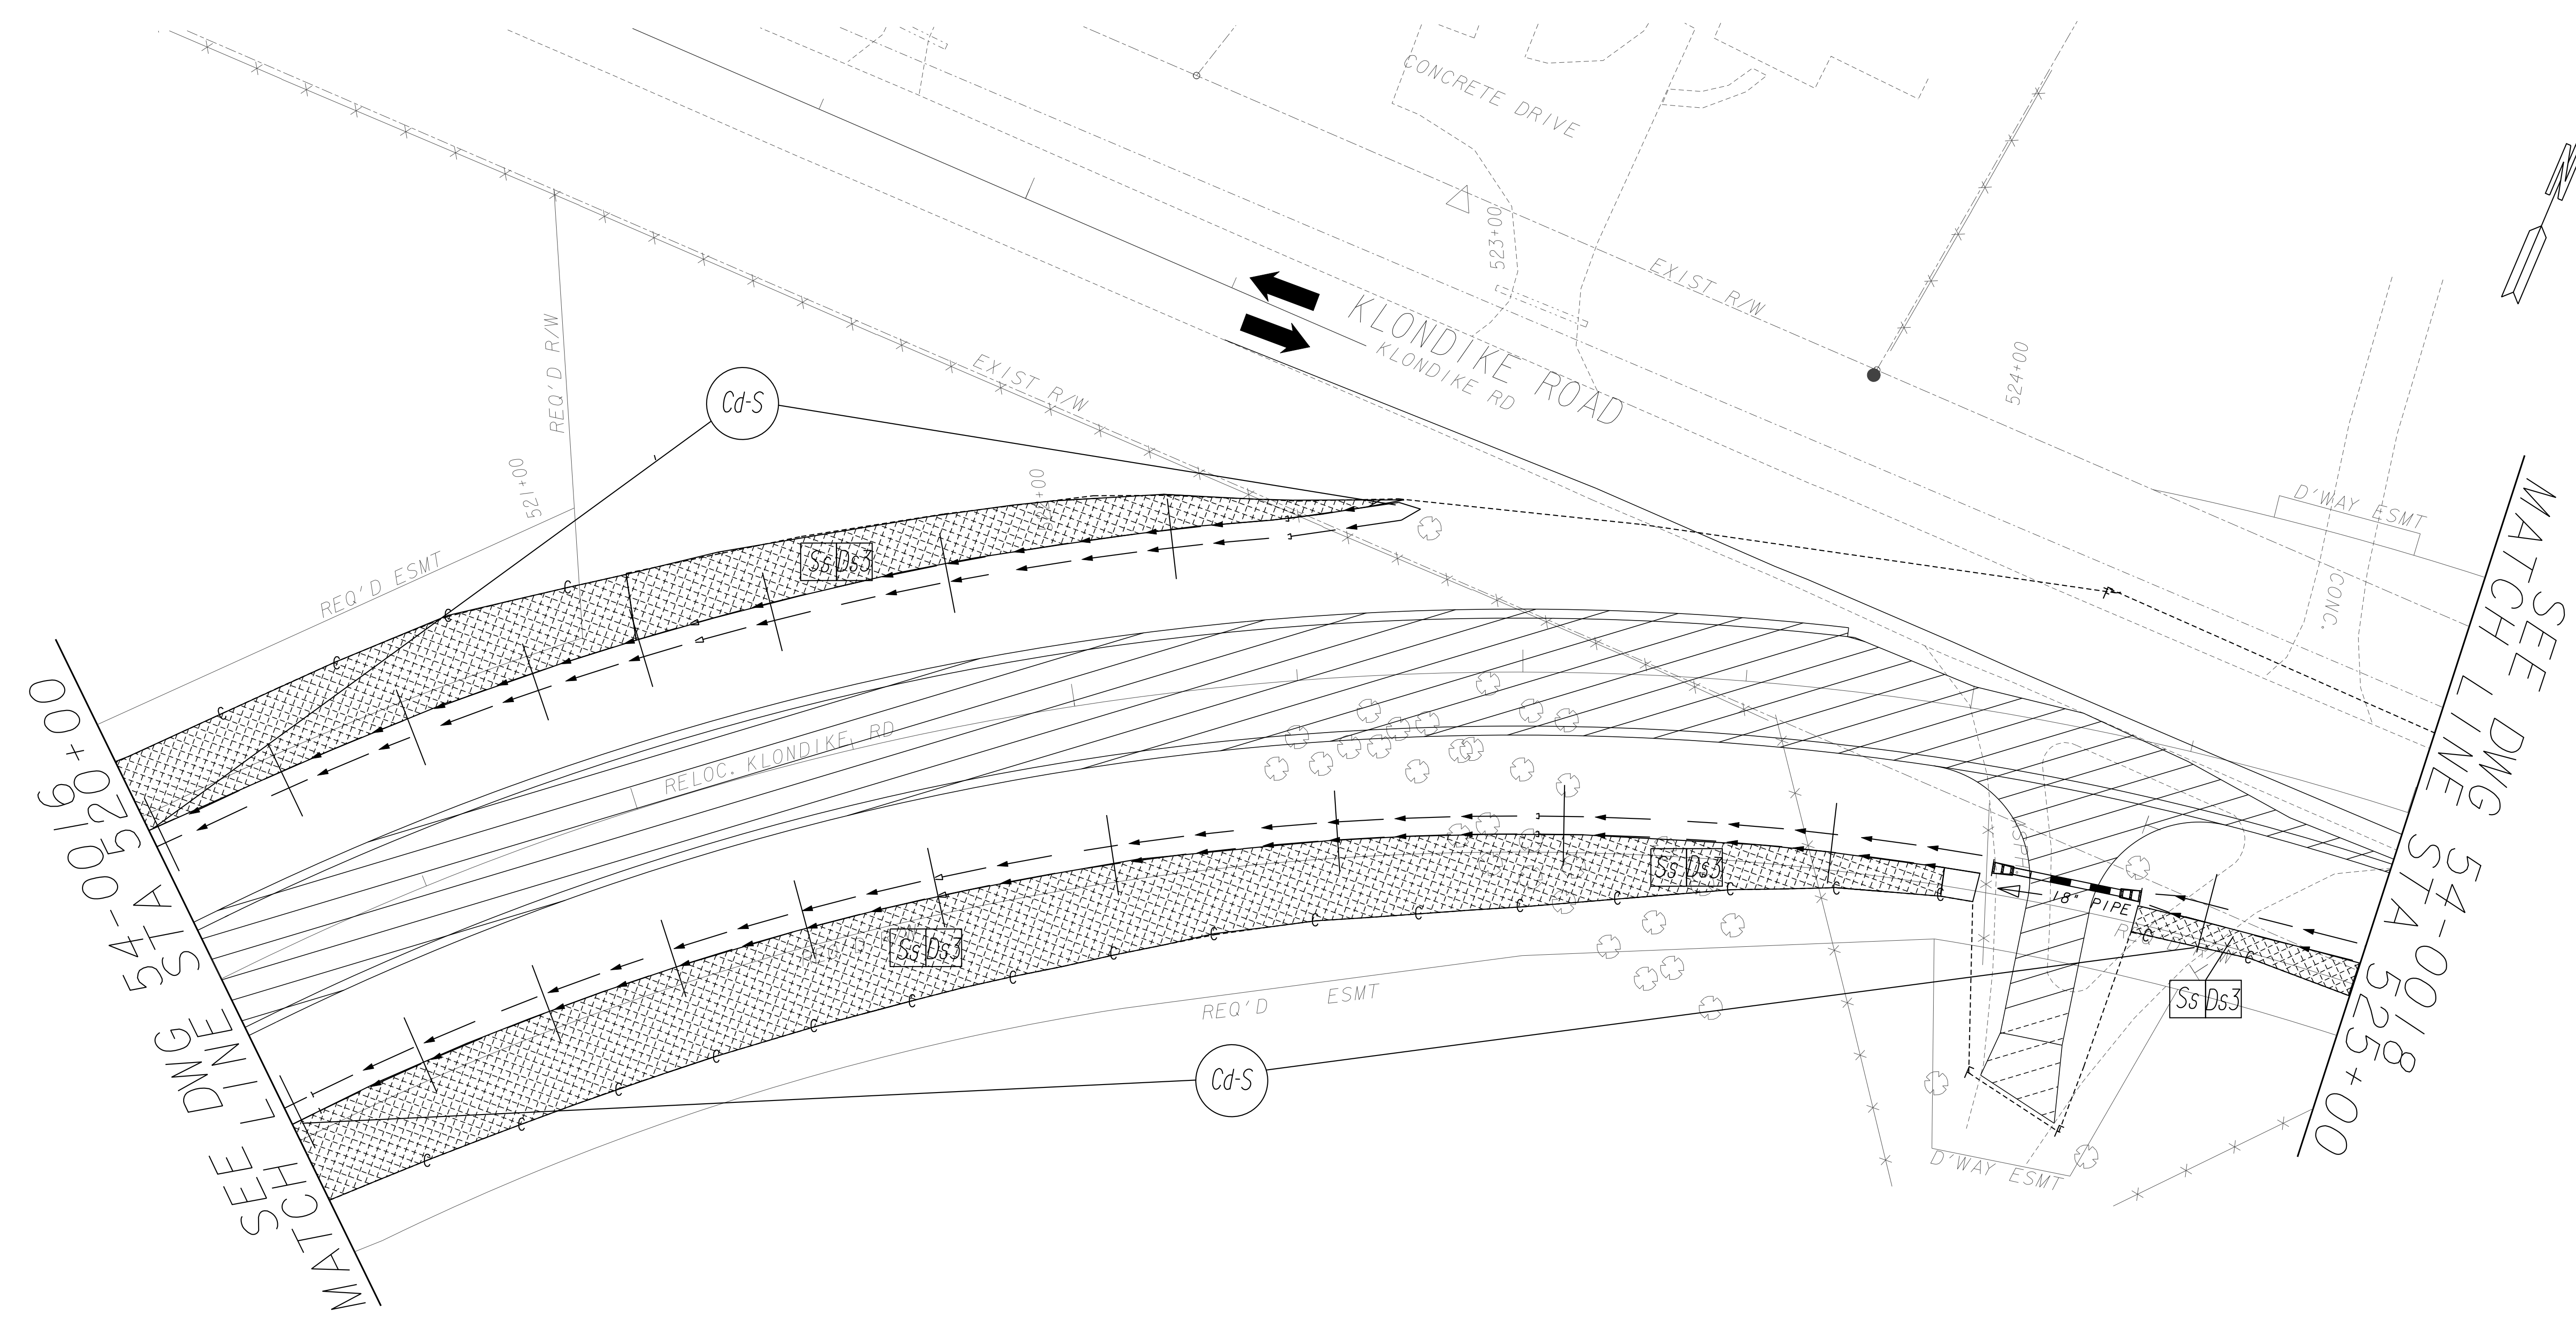 CONCRETE DRIVE
N
523+00
EXIST R/W
KLONDIKE ROAD
KLONDIKE RD
524+00
REQ'D R/W
EXIST R/W
Cd-S
521+00
D'WAY ESMT
CONC.
REQ'D ESMT
Ss Ds3
RELOC. KLONDIKE RD
Ss Ds3
Ss Ds3
18" PIPE
Ss Ds3
REQ'D ESMT
Cd-S
D'WAY ESMT
SEE DWG 54-0016
MATCH LINE STA 520+00
SEE DWG 54-0018
MATCH LINE STA 525+00